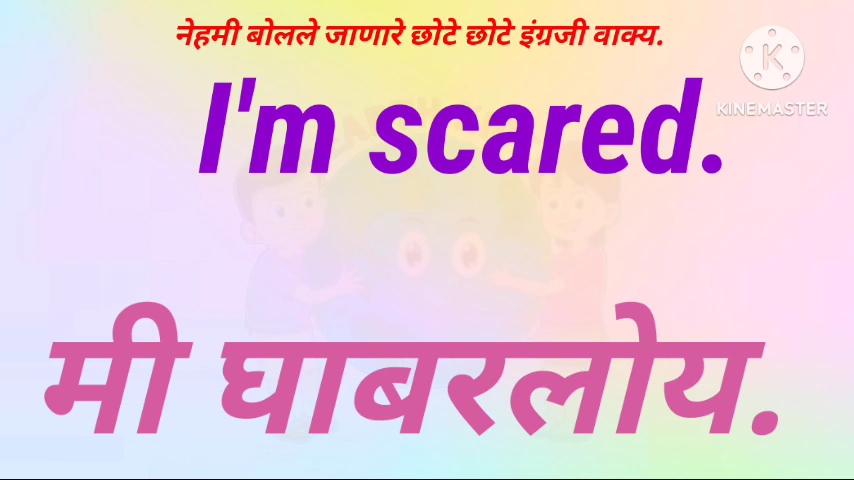 नेहमी बोलले जाणारे छोटे छोटे इंग्रजी वाक्य.
I'm scared.
KINEMASTER
मी घाबरलोय.